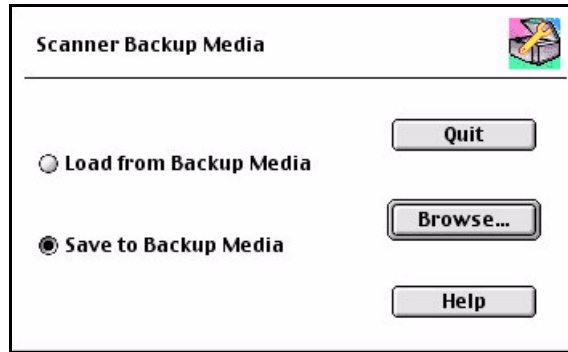 Scanner Backup Media
Quit
Load from Backup Media
Browse...
Save to Backup Media
Help